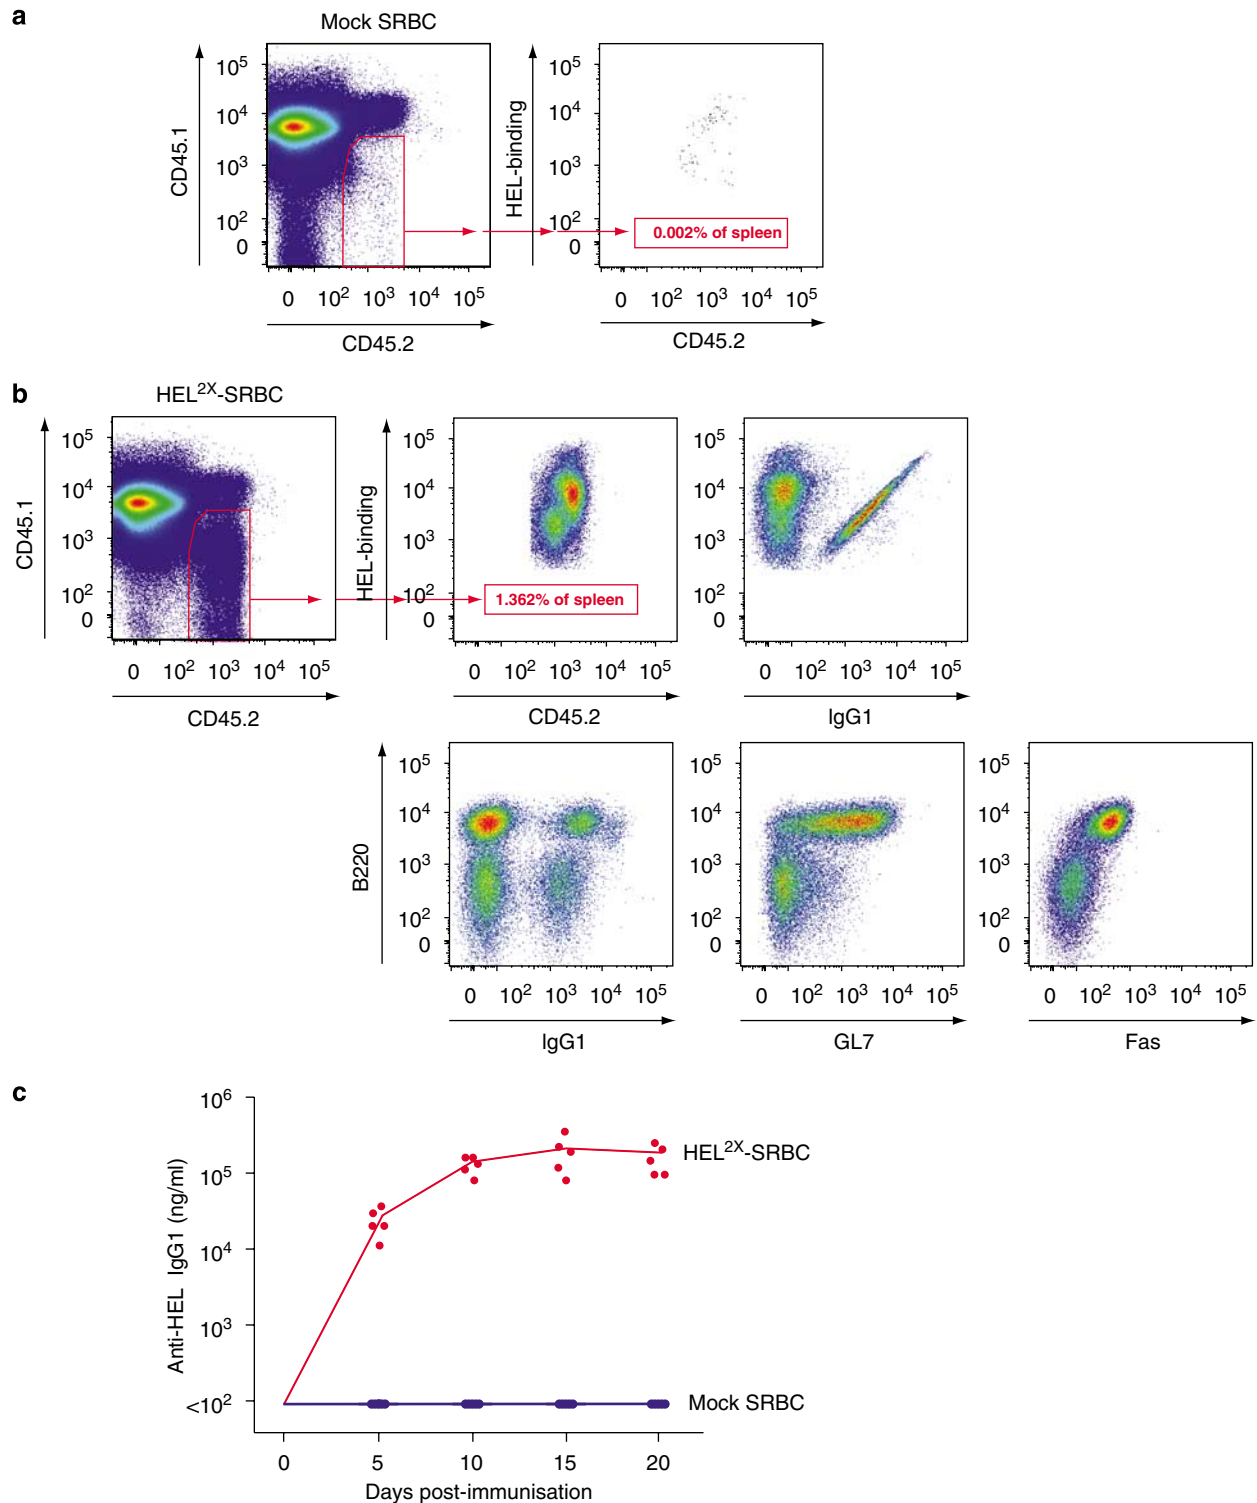 a
Mock SRBC
10^5
10^4
10^3
10^2
0
CD45.1
0 10^2 10^3 10^4 10^5
CD45.2
10^5
10^4
10^3
10^2
0
HEL-binding
0.002% of spleen
0 10^2 10^3 10^4 10^5
CD45.2
b
HEL^2X-SRBC
10^5
10^4
10^3
10^2
0
CD45.1
0 10^2 10^3 10^4 10^5
CD45.2
10^5
10^4
10^3
10^2
0
HEL-binding
1.362% of spleen
0 10^2 10^3 10^4 10^5
CD45.2
10^5
10^4
10^3
10^2
0
0 10^2 10^3 10^4 10^5
IgG1
10^5
10^4
10^3
10^2
0
B220
0 10^2 10^3 10^4 10^5
IgG1
10^5
10^4
10^3
10^2
0
0 10^2 10^3 10^4 10^5
GL7
10^5
10^4
10^3
10^2
0
0 10^2 10^3 10^4 10^5
Fas
c
10^6
10^5
10^4
10^3
<10^2
Anti-HEL IgG1 (ng/ml)
HEL^2X-SRBC
Mock SRBC
0 5 10 15 20
Days post-immunisation